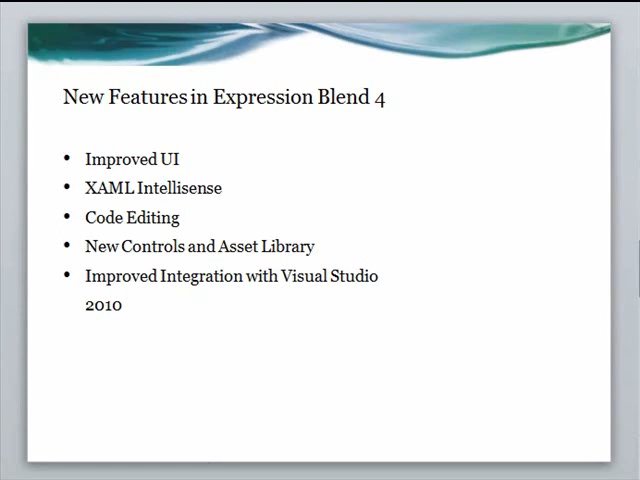 New Features in Expression Blend 4
• Improved UI
• XAML Intellisense
• Code Editing
• New Controls and Asset Library
• Improved Integration with Visual Studio
2010